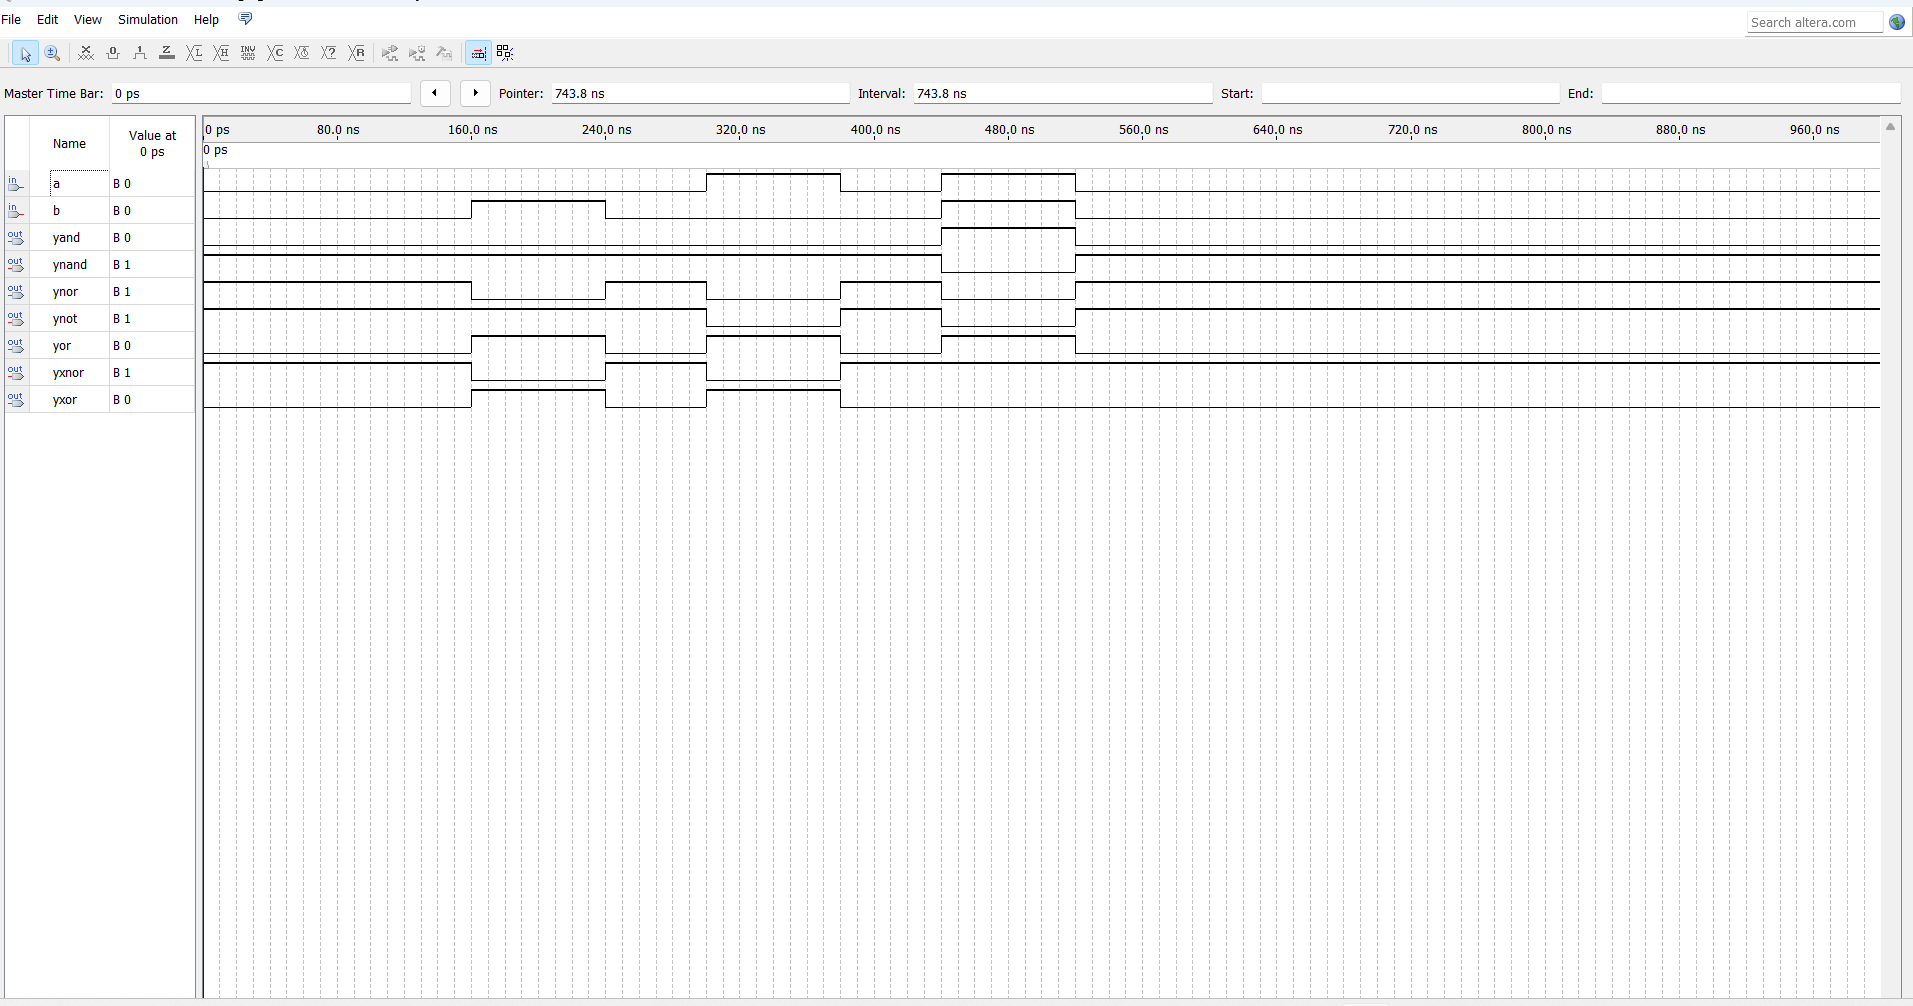 File Edit View Simulation Help
Search altera.com
Master Time Bar: 0 ps Pointer: 743.8 ns Interval: 743.8 ns Start: End:
Name Value at 0 ps
0 ps 80.0 ns 160.0 ns 240.0 ns 320.0 ns 400.0 ns 480.0 ns 560.0 ns 640.0 ns 720.0 ns 800.0 ns 880.0 ns 960.0 ns
0 ps
in a B 0
in b B 0
out yand B 0
out ynand B 1
out ynor B 1
out ynot B 1
out yor B 0
out yxnor B 1
out yxor B 0